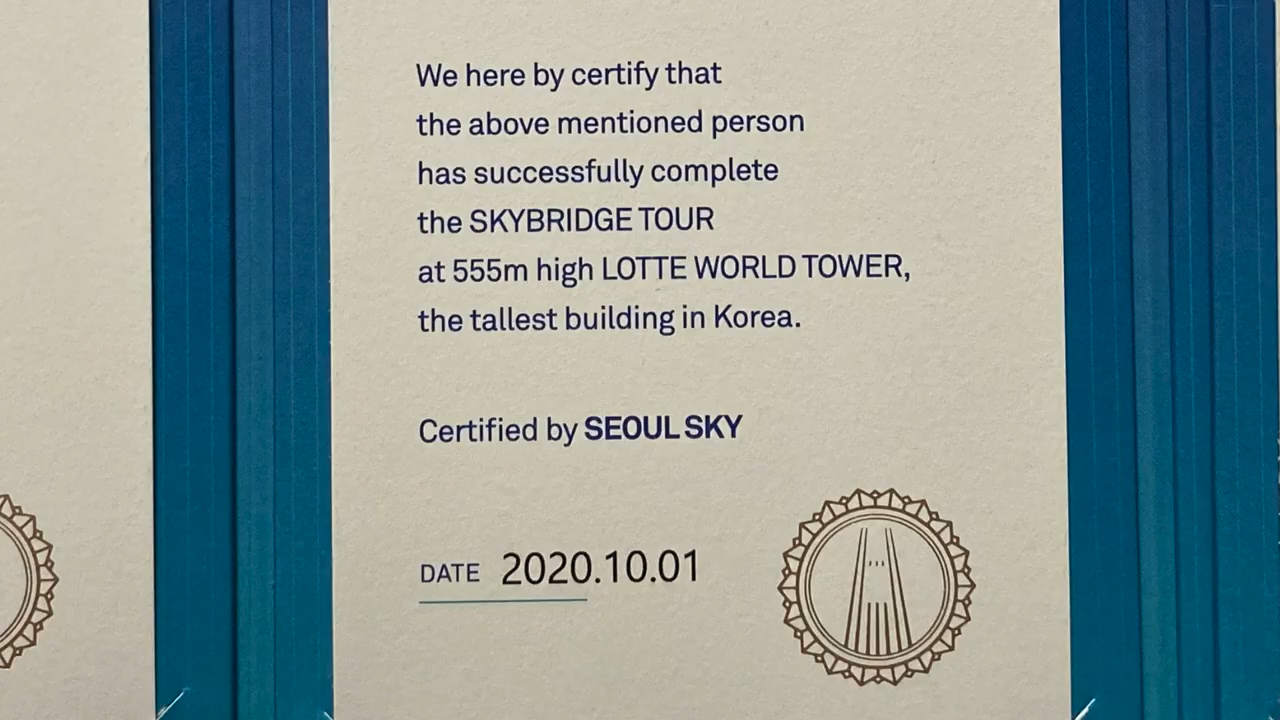 We here by certify that
the above mentioned person
has successfully complete
the SKYBRIDGE TOUR
at 555m high LOTTE WORLD TOWER,
the tallest building in Korea.
Certified by SEOUL SKY
DATE 2020.10.01